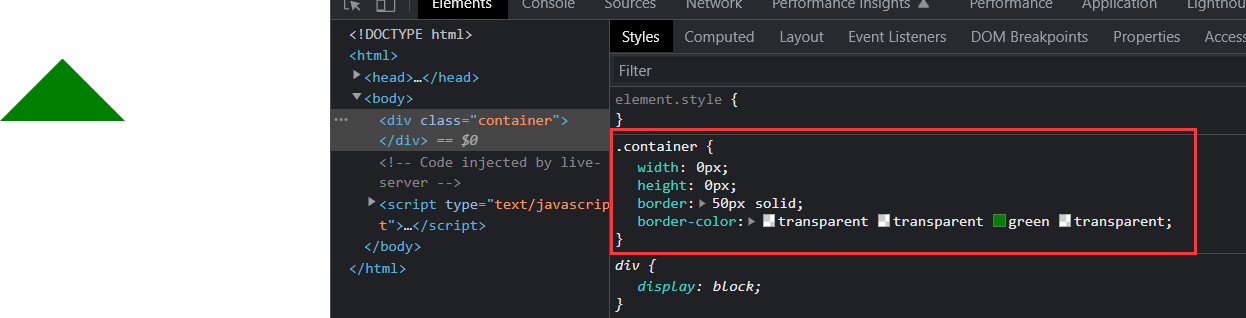 Elements Console Sources Network Performance Insights Performance Application Lighthou
<!DOCTYPE html>
<html>
<head>…</head>
<body>
<div class="container">
</div> == $0
<!-- Code injected by live-
server -->
<script type="text/javascrip
t">…</script>
</body>
</html>
Styles Computed Layout Event Listeners DOM Breakpoints Properties Access
Filter
element.style {
}
.container {
width: 0px;
height: 0px;
border: 50px solid;
border-color: transparent transparent green transparent;
}
div {
display: block;
}